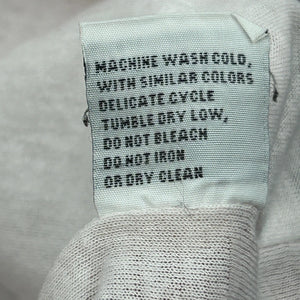 MACHINE WASH COLD,
WITH SIMILAR COLORS
DELICATE CYCLE
TUMBLE DRY LOW,
DO NOT BLEACH
DO NOT IRON
OR DRY CLEAN